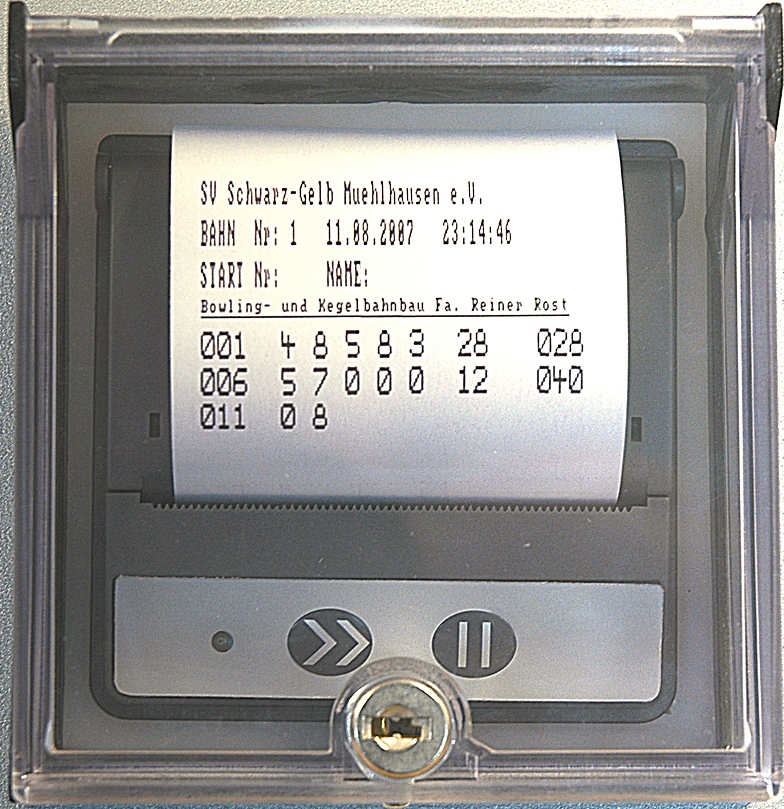 SV Schwarz-Gelb Muehlhausen e.V.
BAHN Nr: 1 11.08.2007 23:14:46
START Nr: NAME:
Bowling- und Kegelbahnbau Fa. Reiner Rost
001 4 8 5 8 3 28 028
006 5 7 0 0 0 12 040
011 0 8